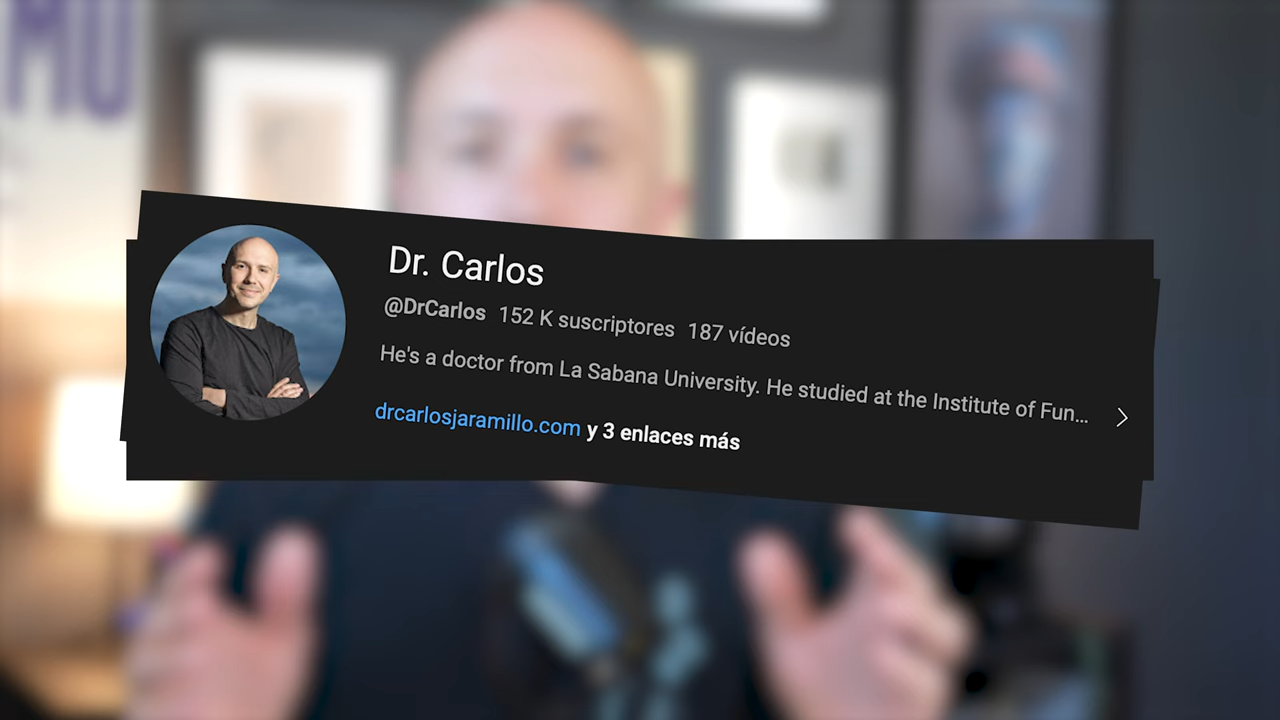 MU
Dr. Carlos
@DrCarlos 152 K suscriptores 187 vídeos
He's a doctor from La Sabana University. He studied at the Institute of Fun...
drcarlosjaramillo.com y 3 enlaces más